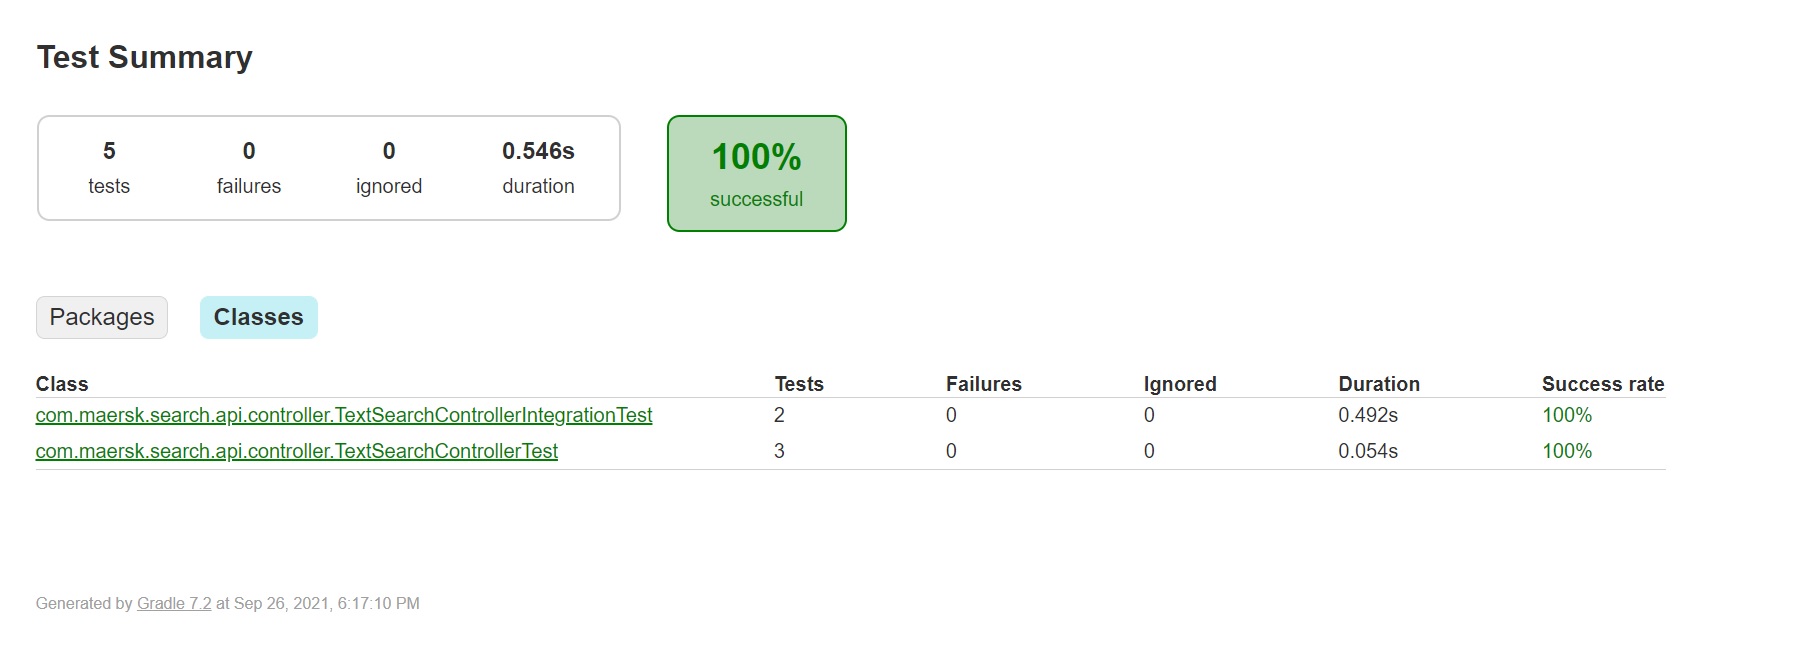 Test Summary
5 0 0 0.546s
tests failures ignored duration
100%
successful
Packages Classes
Class Tests Failures Ignored Duration Success rate
com.maersk.search.api.controller.TextSearchControllerIntegrationTest 2 0 0 0.492s 100%
com.maersk.search.api.controller.TextSearchControllerTest 3 0 0 0.054s 100%
Generated by Gradle 7.2 at Sep 26, 2021, 6:17:10 PM